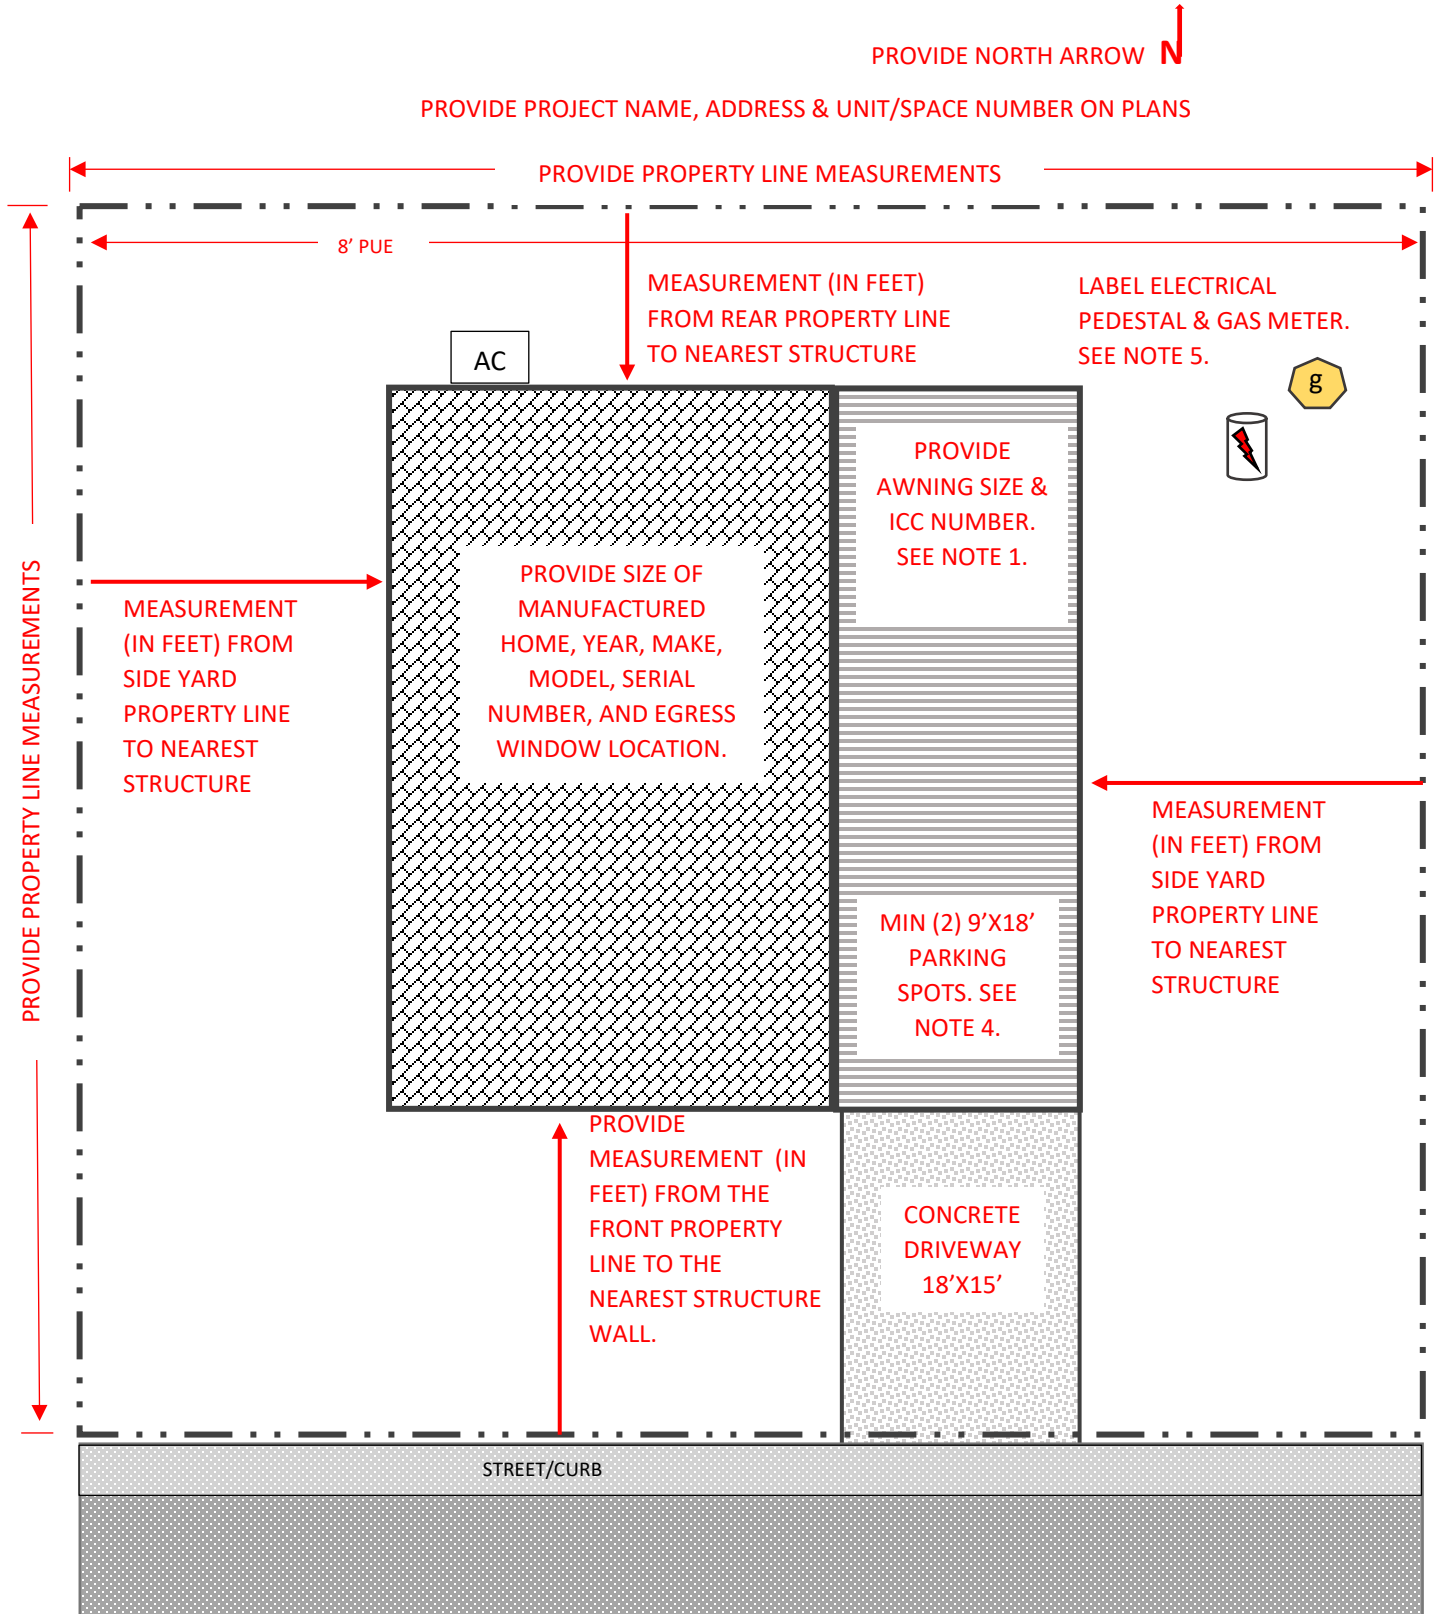 PROVIDE NORTH ARROW N
PROVIDE PROJECT NAME, ADDRESS & UNIT/SPACE NUMBER ON PLANS
PROVIDE PROPERTY LINE MEASUREMENTS
8’ PUE
MEASUREMENT (IN FEET)
FROM REAR PROPERTY LINE
TO NEAREST STRUCTURE
LABEL ELECTRICAL
PEDESTAL & GAS METER.
SEE NOTE 5.
AC
g
PROVIDE
AWNING SIZE &
ICC NUMBER.
SEE NOTE 1.
PROVIDE SIZE OF
MANUFACTURED
HOME, YEAR, MAKE,
MODEL, SERIAL
NUMBER, AND EGRESS
WINDOW LOCATION.
PROVIDE PROPERTY LINE MEASUREMENTS
MEASUREMENT
(IN FEET) FROM
SIDE YARD
PROPERTY LINE
TO NEAREST
STRUCTURE
MEASUREMENT
(IN FEET) FROM
SIDE YARD
PROPERTY LINE
TO NEAREST
STRUCTURE
MIN (2) 9’X18’
PARKING
SPOTS. SEE
NOTE 4.
PROVIDE
MEASUREMENT (IN
FEET) FROM THE
FRONT PROPERTY
LINE TO THE
NEAREST STRUCTURE
WALL.
CONCRETE
DRIVEWAY
18’X15’
STREET/CURB